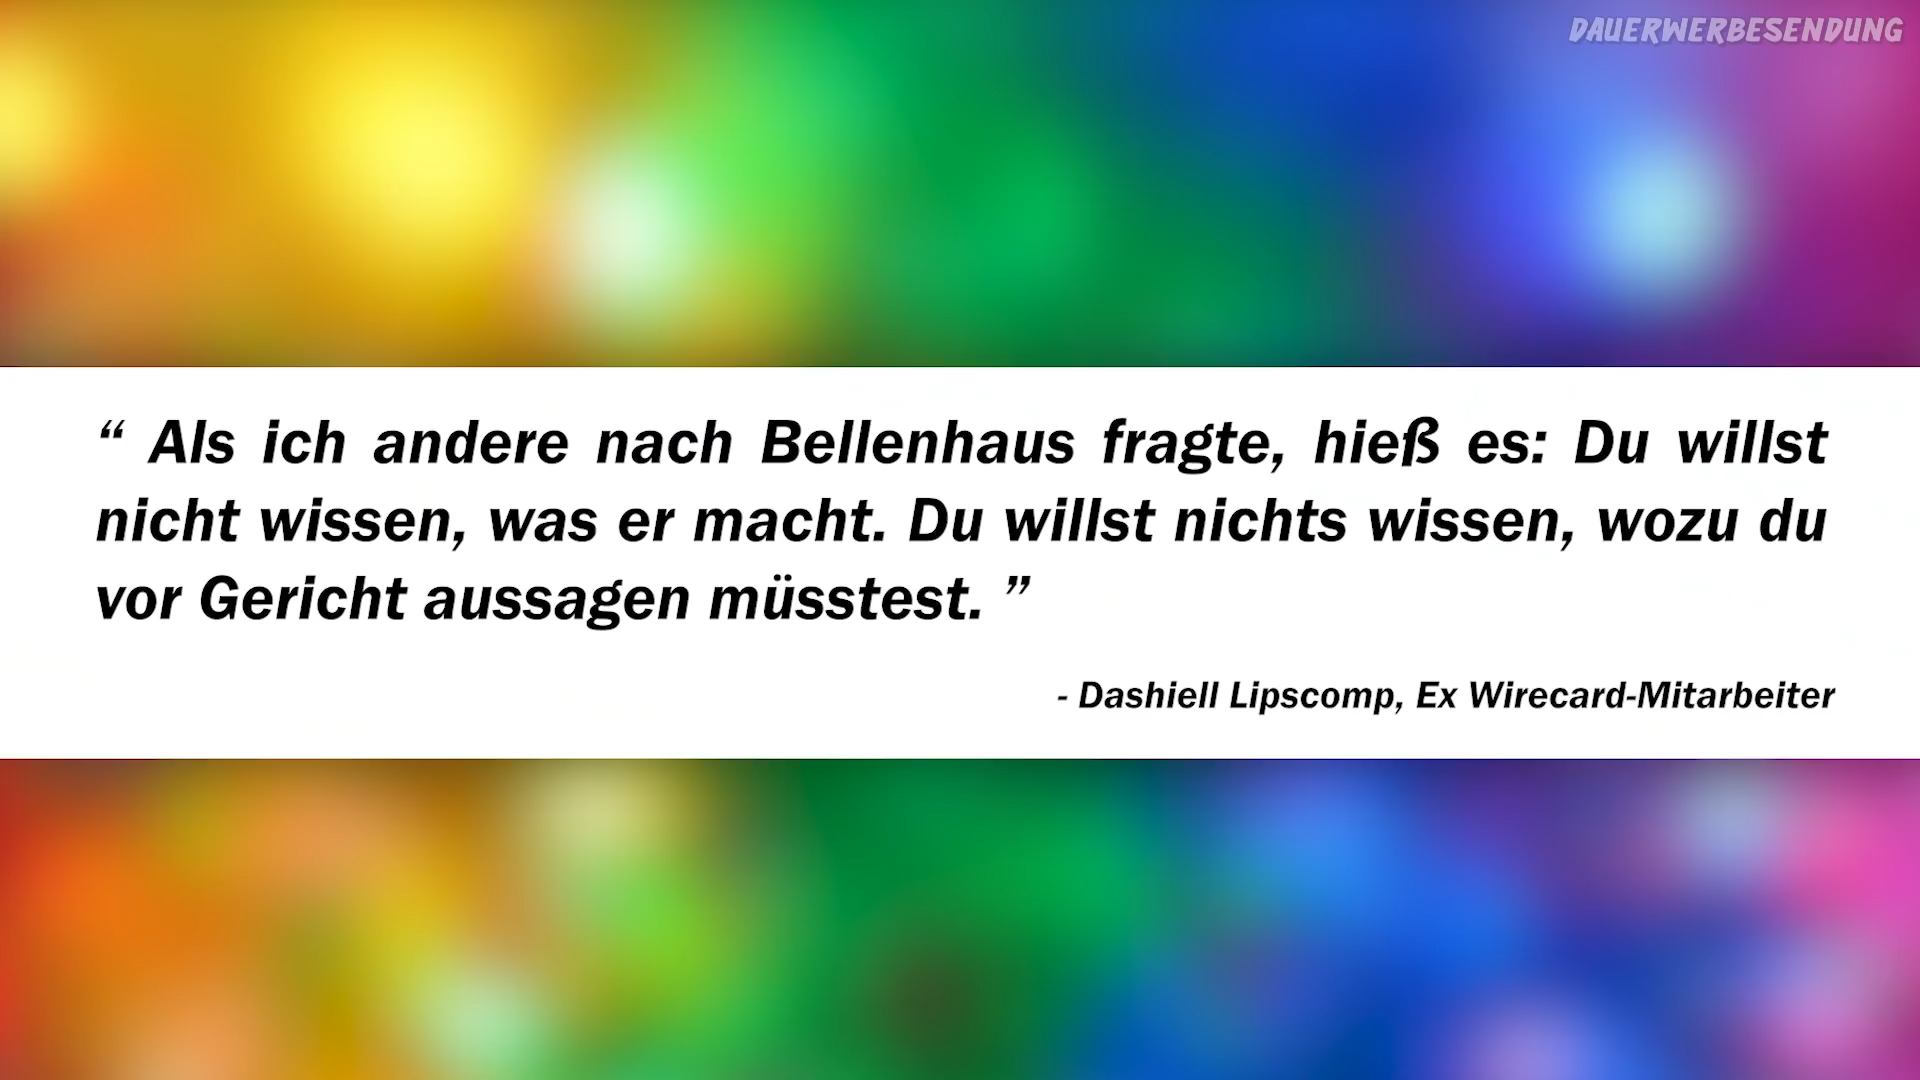 DAUERWERBESENDUNG
“ Als ich andere nach Bellenhaus fragte, hieß es: Du willst
nicht wissen, was er macht. Du willst nichts wissen, wozu du
vor Gericht aussagen müsstest. ”
- Dashiell Lipscomp, Ex Wirecard-Mitarbeiter